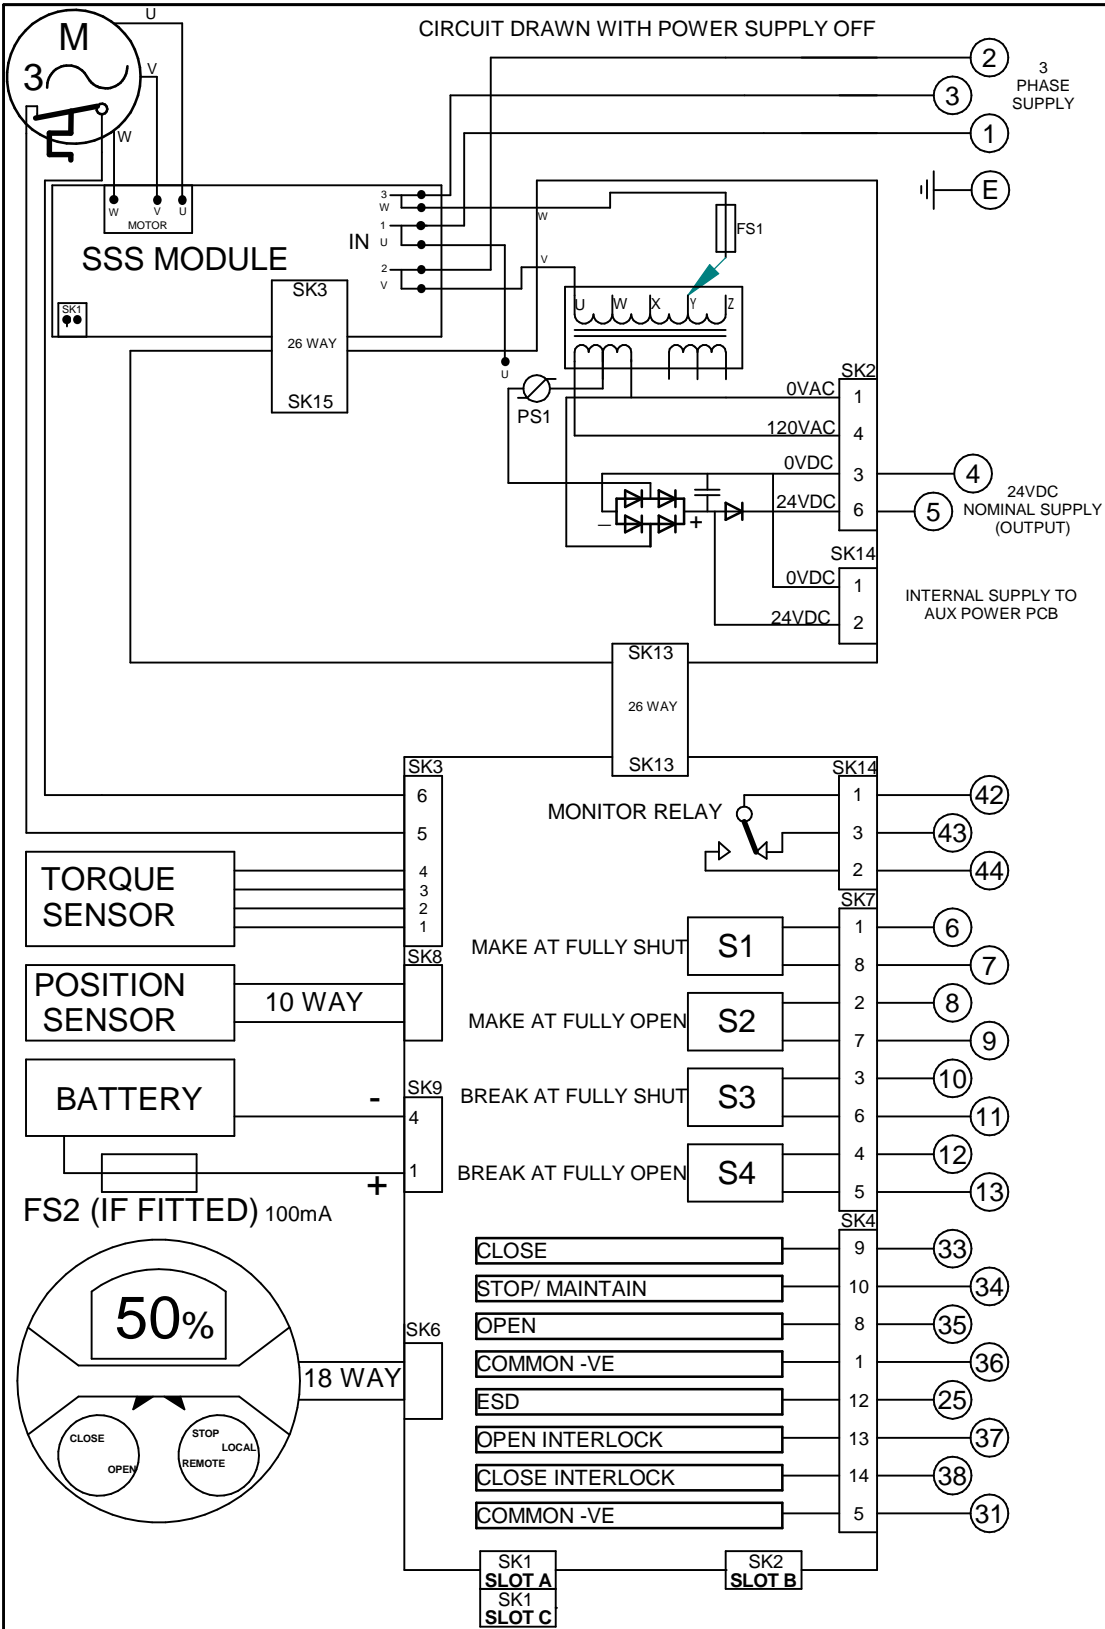 CIRCUIT DRAWN WITH POWER SUPPLY OFF
U
M
3
V
W
2
3
1
3
PHASE
SUPPLY
E
W V U
MOTOR
SSS MODULE
IN
3
W
1
U
2
V
W
V
U
FS1
SK1
SK3
26 WAY
SK15
U W X Y Z
PS1
SK2
0VAC 1
120VAC 4
0VDC 3
24VDC 6
4
5
24VDC
NOMINAL SUPPLY
(OUTPUT)
− +
SK14
0VDC 1
24VDC 2
INTERNAL SUPPLY TO
AUX POWER PCB
SK13
26 WAY
SK13
SK3
6
5
4
3
2
1
TORQUE
SENSOR
MONITOR RELAY
SK14
1 42
3 43
2 44
SK8
POSITION
SENSOR
10 WAY
SK7
MAKE AT FULLY SHUT S1
1 6
8 7
MAKE AT FULLY OPEN S2
2 8
7 9
BREAK AT FULLY SHUT S3
3 10
6 11
BREAK AT FULLY OPEN S4
4 12
5 13
BATTERY
-
+
SK9
4
1
FS2 (IF FITTED) 100mA
SK4
CLOSE 9 33
STOP/ MAINTAIN 10 34
OPEN 8 35
COMMON -VE 1 36
ESD 12 25
OPEN INTERLOCK 13 37
CLOSE INTERLOCK 14 38
COMMON -VE 5 31
50%
SK6
18 WAY
CLOSE
OPEN
STOP
LOCAL
REMOTE
SK1
SLOT A
SK1
SLOT C
SK2
SLOT B